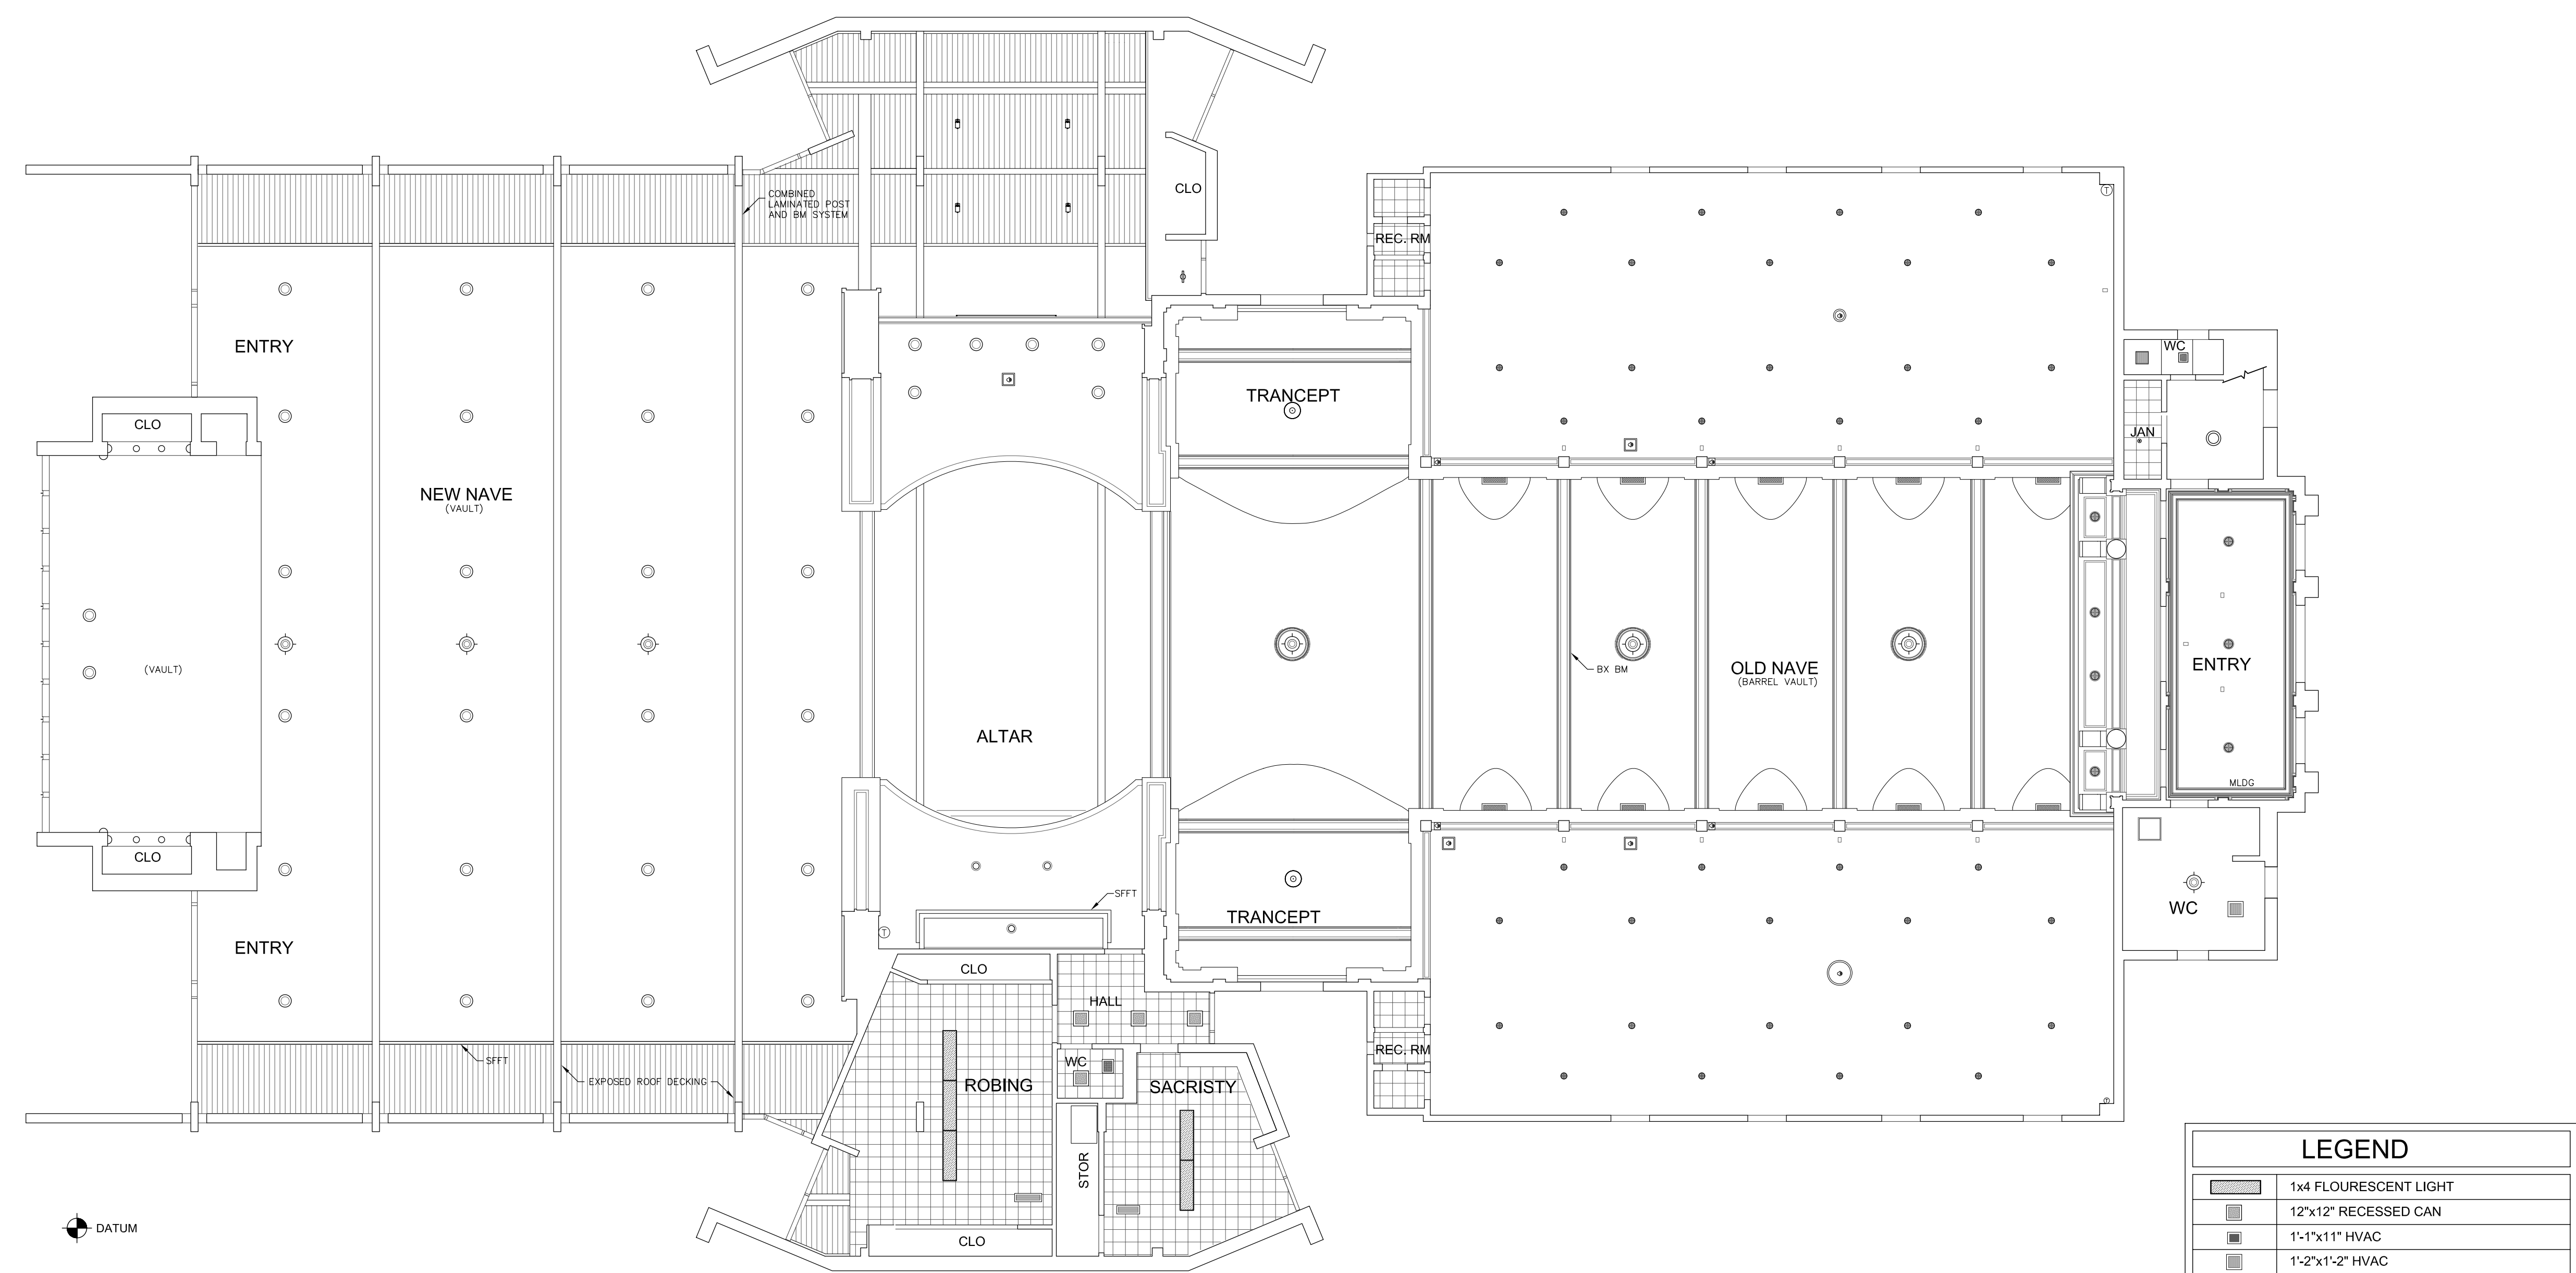 COMBINED
LAMINATED POST
AND BM SYSTEM
CLO
T
REC. RM
ENTRY
WC
TRANCEPT
CLO
JAN
NEW NAVE
(VAULT)
(VAULT)
BX BM
OLD NAVE
(BARREL VAULT)
ENTRY
ALTAR
MLDG
CLO
SFFT
TRANCEPT
WC
T
ENTRY
CLO
HALL
SFFT
REC. RM
WC
EXPOSED ROOF DECKING
ROBING
SACRISTY
T
STOR
DATUM
CLO
LEGEND
1x4 FLOURESCENT LIGHT
12"x12" RECESSED CAN
1'-1"x11" HVAC
1'-2"x1'-2" HVAC